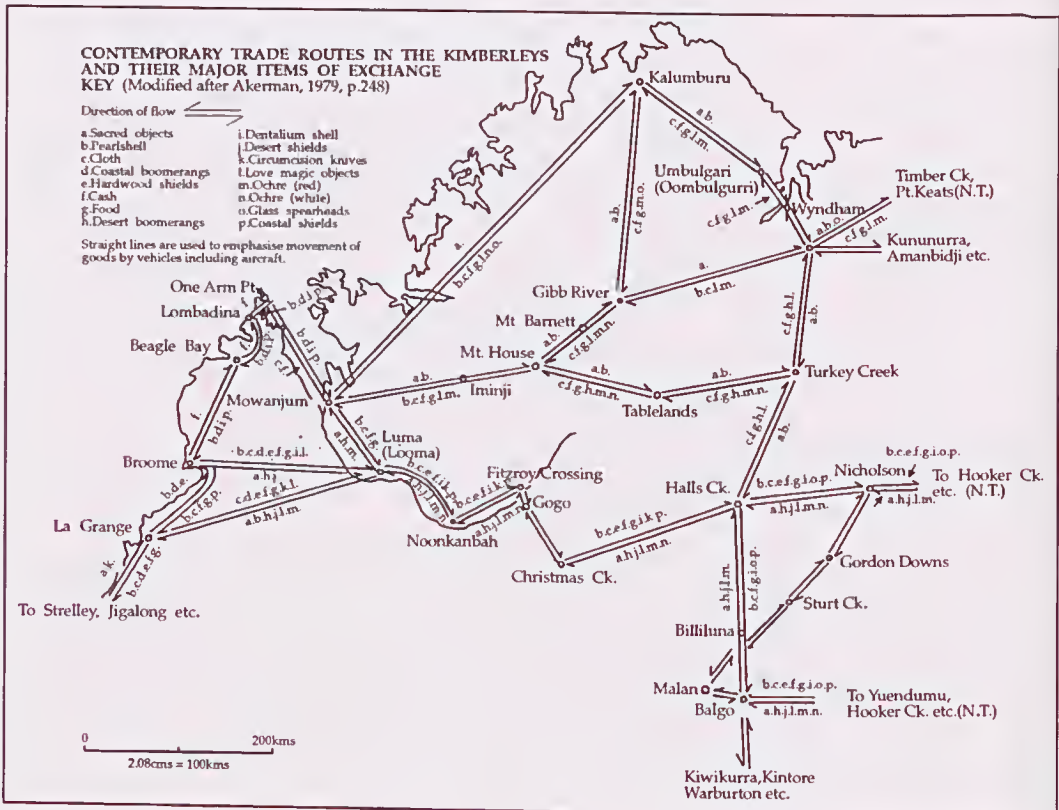 CONTEMPORARY TRADE ROUTES IN THE KIMBERLEYS
AND THEIR MAJOR ITEMS OF EXCHANGE
KEY (Modified after Akerman, 1979, p.248)
Direction of flow
a.Sacred objects
b.Pearlshell
c.Cloth
d.Coastal boomerangs
e.Hardwood shields
f.Cash
g.Food
h.Desert boomerangs
i.Dentalium shell
j.Desert shields
k.Circumcision knives
l.Love magic objects
m.Ochre (red)
n.Ochre (white)
o.Glass spearheads
p.Coastal shields
Straight lines are used to emphasise movement of
goods by vehicles including aircraft.
Kalumburu
a.b.
c.f.g.l.m.
Umbulgari
(Oombulgurri)
c.f.g.l.m.
Wyndham
Timber Ck,
Pt.Keats(N.T.)
a.b.o.
c.f.g.l.m.
Kununurra,
Amanbidji etc.
a.
b.c.f.g.l.n.o.
a.b.
c.f.g.m.o.
a.
b.c.l.m.
Gibb River
Mt Barnett
a.b.
c.f.g.l.m.n.
Mt. House
One Arm Pt.
f.
b.d.i.p.
Lombadina
f.
b.d.i.p.
Beagle Bay
b.d.i.p.
c.f.
Mowanjum
a.b.
b.c.f.g.l.m.
Iminji
a.b.
c.f.g.h.m.n.
Tablelands
a.b.
c.f.g.h.m.n.
c.f.g.h.l.
a.b.
Turkey Creek
f.
b.d.i.p.
b.c.f.g.
a.h.m.
Luma
(Looma)
Broome
b.c.d.e.f.g.i.l.
a.h.
c.d.e.f.g.k.l.
a.b.h.j.l.m.
b.d.e.
b.c.f.g.p.
La Grange
a.k.
b.c.d.e.f.g.
To Strelley, Jigalong etc.
b.c.e.f.i.k.p.
a.h.j.l.m.n.
Noonkanbah
b.c.e.f.g.i.k.p.
a.h.j.l.m.n.
Fitzroy Crossing
Gogo
Christmas Ck.
b.c.e.f.g.i.k.p.
a.h.j.l.m.n.
c.f.g.h.l.
a.b.
Halls Ck.
b.c.e.f.g.i.o.p.
a.h.j.l.m.n.
Nicholson
b.c.e.f.g.i.o.p.
To Hooker Ck.
etc. (N.T.)
a.h.j.l.m.
Gordon Downs
Sturt Ck.
a.h.j.l.m.
b.c.f.g.i.o.p.
Billiluna
Malan
Balgo
b.c.e.f.g.i.o.p.
a.h.j.l.m.n.
To Yuendumu,
Hooker Ck. etc.(N.T.)
Kiwikurra,Kintore
Warburton etc.
0
200kms
2.08cms = 100kms